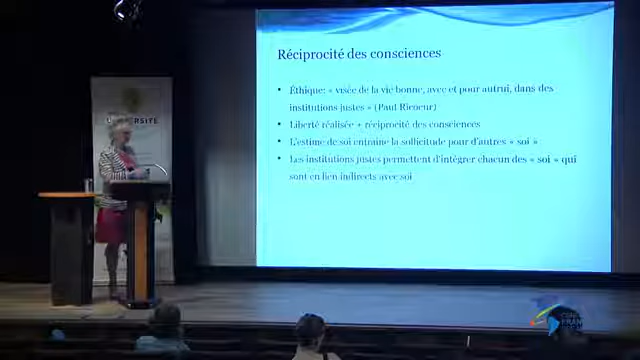 Réciprocité des consciences
• Éthique: « visée de la vie bonne, avec et pour autrui, dans des
institutions justes » (Paul Ricoeur)
• Liberté réalisée + réciprocité des consciences
• L'estime de soi entraine la sollicitude pour d'autres « soi »
• Les institutions justes permettent d'intégrer chacun des « soi » qui
sont en lien indirects avec soi